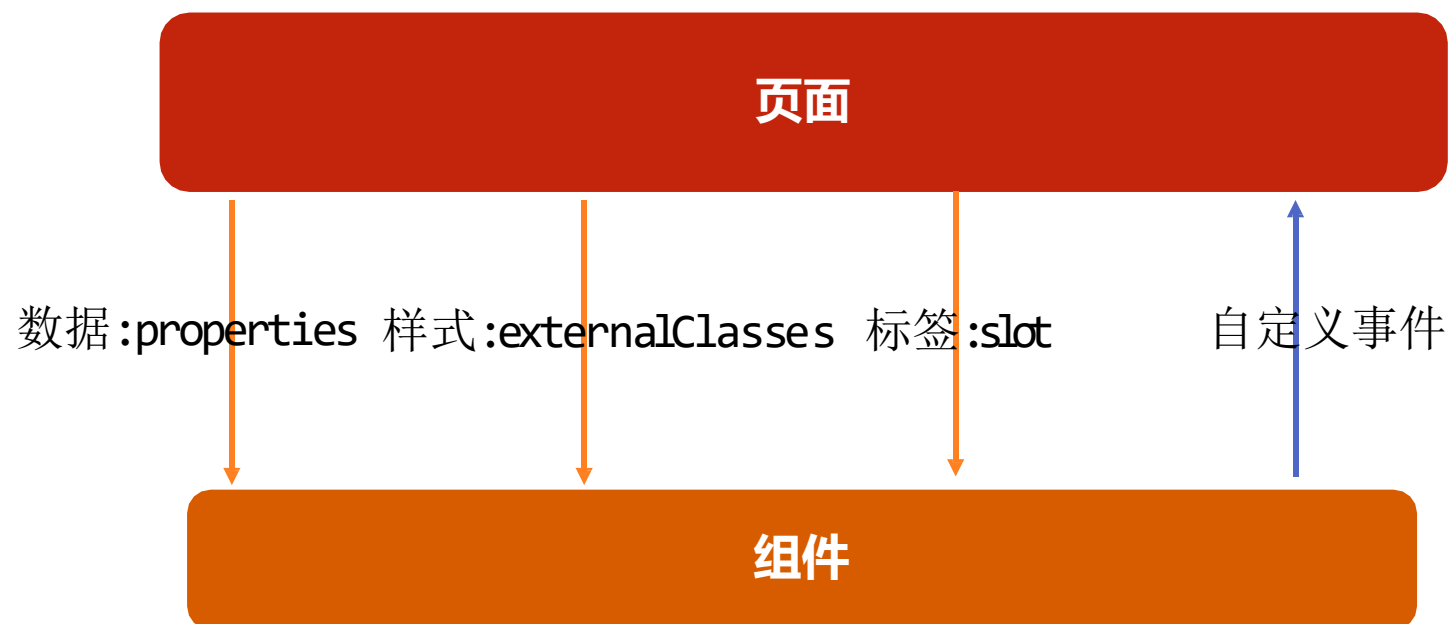 页面
数据:properties 样式:externalClasses 标签:slot 自定义事件
组件